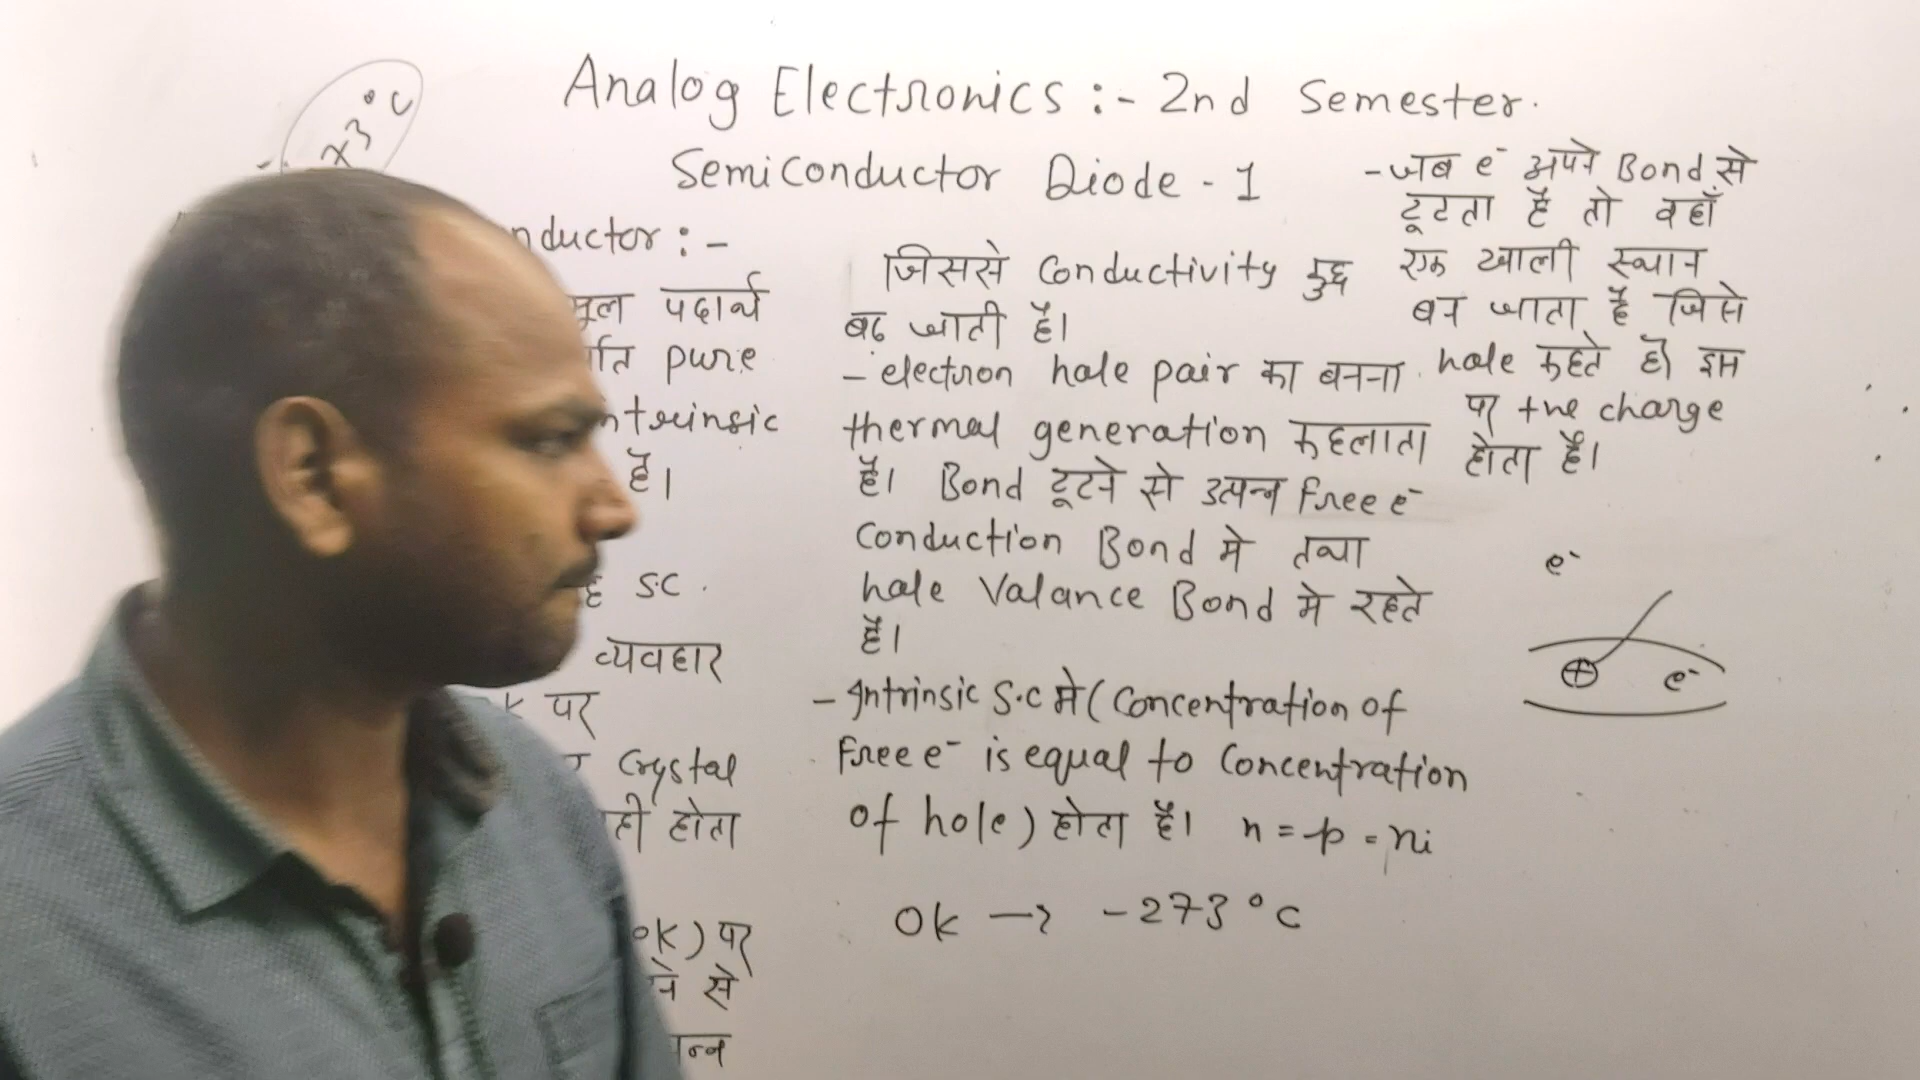 Analog Electronics :- 2nd Semester.
Semiconductor Diode - 1
nductor :-
पदार्थ
pure
ntrinsic
है।
S.C.
व्यवहार
K पर
Crystal
ही होता
0K) पर
ने से
न्न
जिससे Conductivity कुछ
बढ़ जाती है।
- electron hole pair का बनना
thermal generation कहलाता
है। Bond टूटने से उत्पन्न free e⁻
Conduction Bond मे तथा
hole Valance Bond मे रहते
है।
- Intrinsic S.C मे (Concentration of
Free e⁻ is equal to Concentration
of hole) होता है। n = p = ni
0K → -273°C
- जब e⁻ अपने Bond से
टूटता है तो वहाँ
एक खाली स्थान
बन जाता है जिसे
hole कहते है। इस
पर +ve charge
होता है।
e⁻
⊕ e⁻